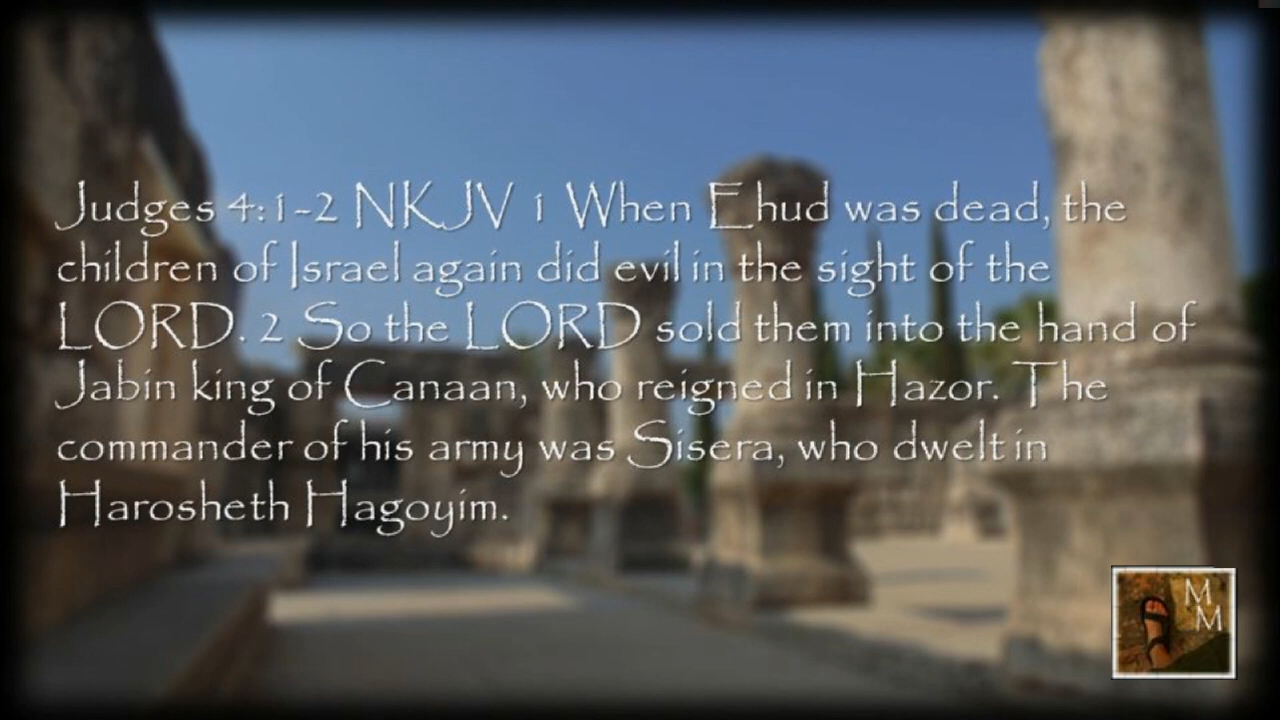 Judges 4:1-2 NKJV 1 When Ehud was dead, the
children of Israel again did evil in the sight of the
LORD. 2 So the LORD sold them into the hand of
Jabin king of Canaan, who reigned in Hazor. The
commander of his army was Sisera, who dwelt in
Harosheth Hagoyim.
M
M